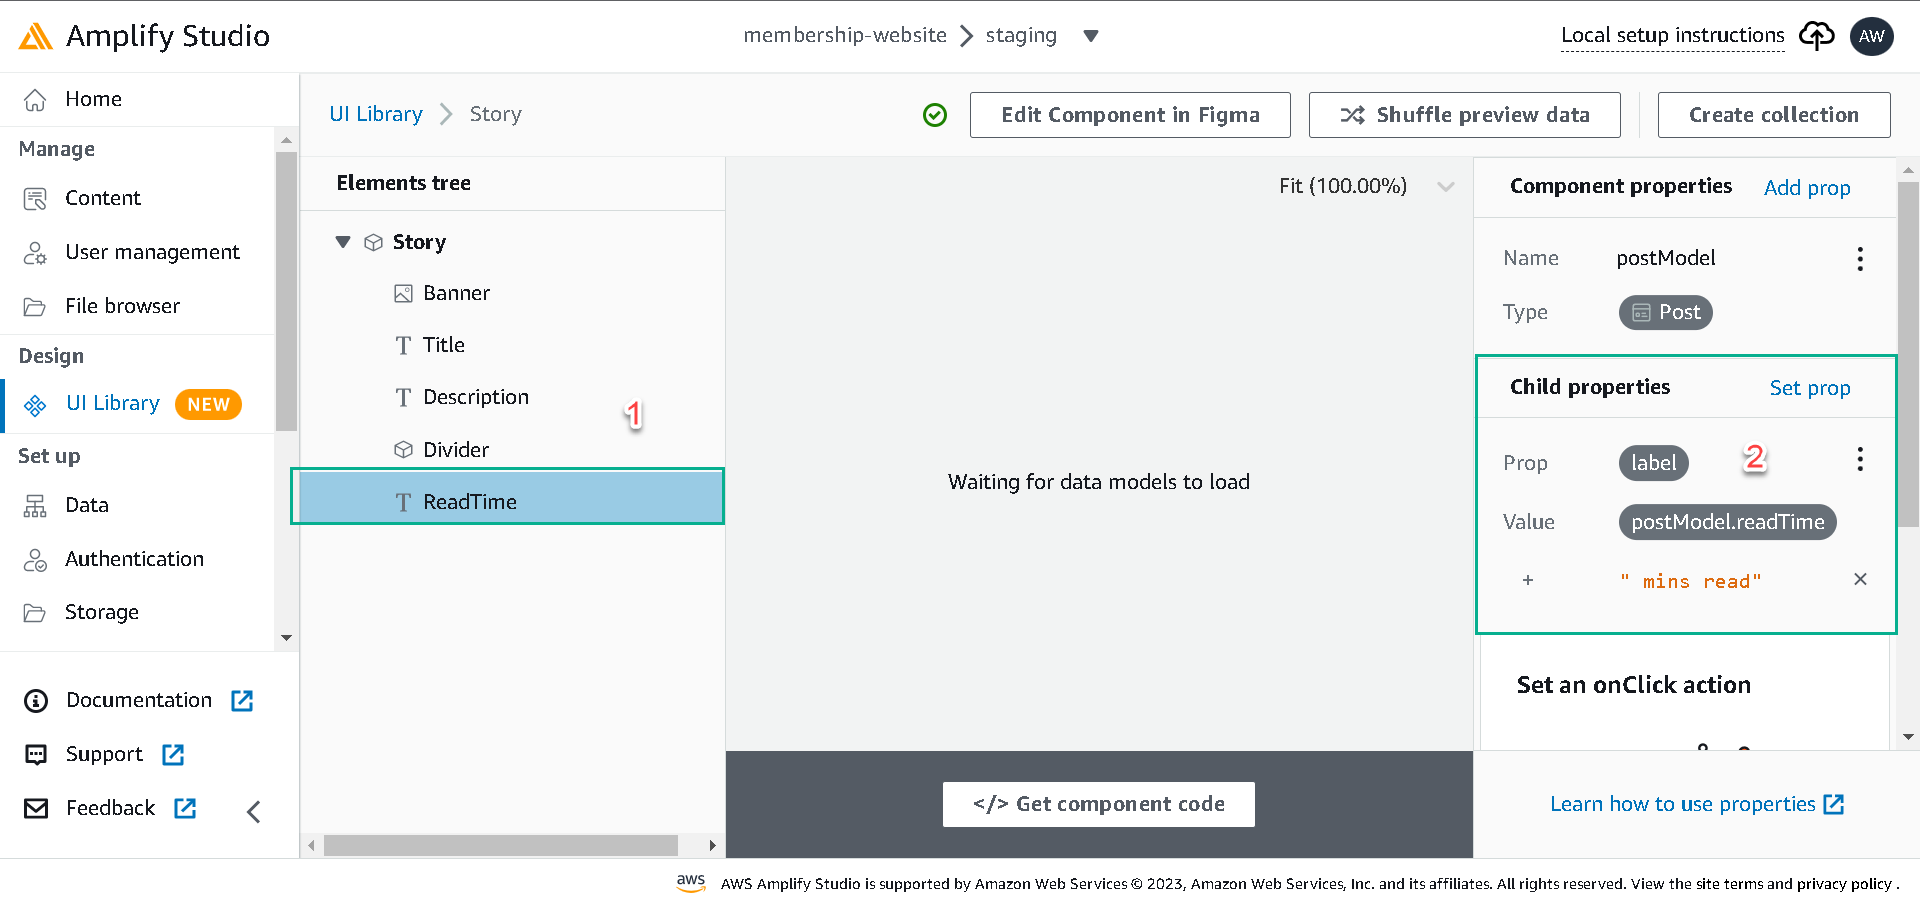 Amplify Studio
membership-website
staging
Local setup instructions
AW
Home
Manage
Content
User management
File browser
Design
UI Library
NEW
Set up
Data
Authentication
Storage
Documentation
Support
Feedback
UI Library
Story
Edit Component in Figma
Shuffle preview data
Create collection
Elements tree
Story
Banner
Title
Description
1
Divider
ReadTime
Fit (100.00%)
Waiting for data models to load
</> Get component code
Component properties
Add prop
Name
postModel
Type
Post
Child properties
Set prop
Prop
label
2
Value
postModel.readTime
+
" mins read"
Set an onClick action
Learn how to use properties
aws
AWS Amplify Studio is supported by Amazon Web Services © 2023, Amazon Web Services, Inc. and its affiliates. All rights reserved. View the site terms and privacy policy .